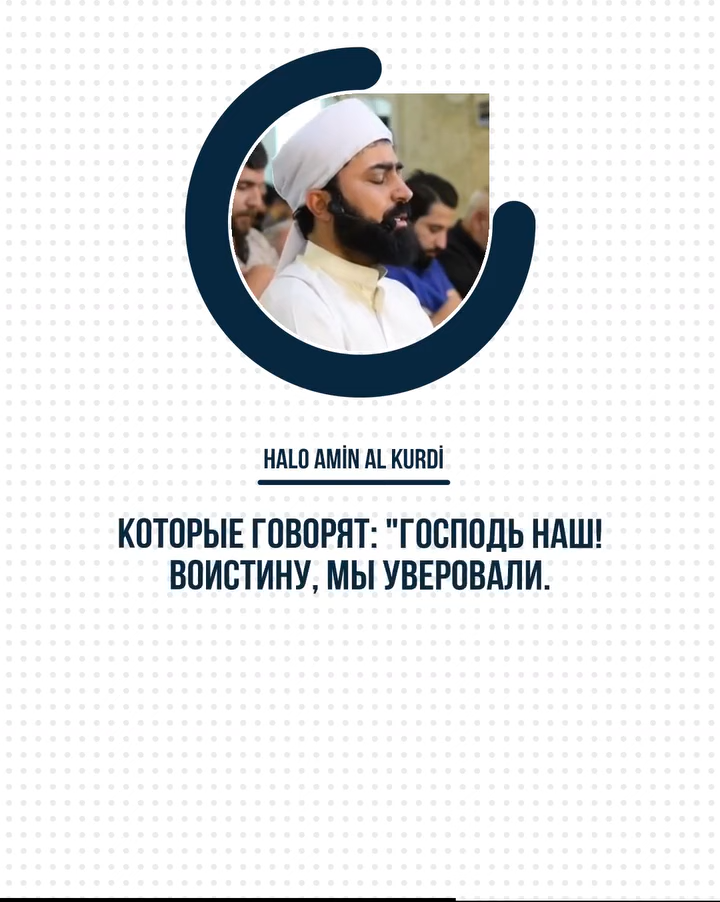 HALO AMİN AL KURDİ
КОТОРЫЕ ГОВОРЯТ: "ГОСПОДЬ НАШ!
ВОИСТИНУ, МЫ УВЕРОВАЛИ.